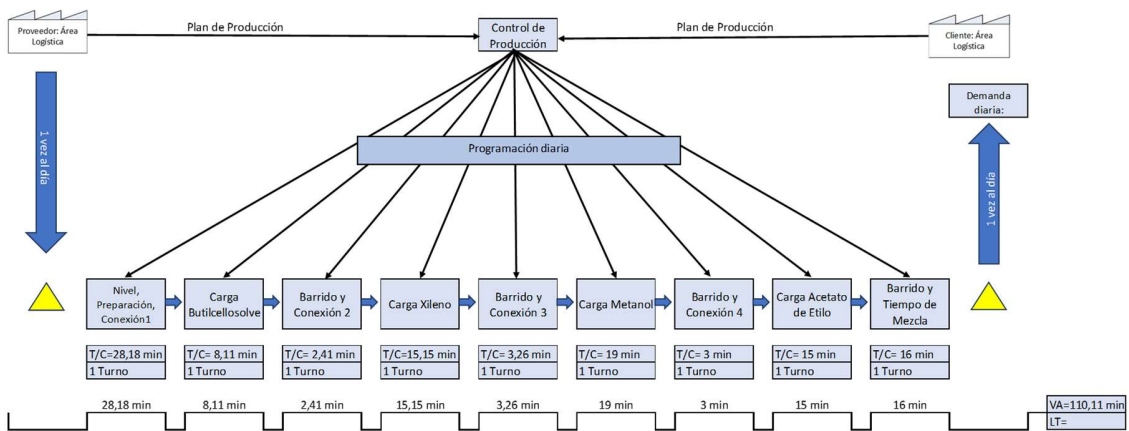 Proveedor: Área
Logística
Plan de Producción
Control de
Producción
Plan de Producción
Cliente: Área
Logística
1 vez al día
Demanda
diaria:
1 vez al día
Programación diaria
Nivel,
Preparación,
Conexión1
Carga
Butilcellosolve
Barrido y
Conexión 2
Carga Xileno
Barrido y
Conexión 3
Carga Metanol
Barrido y
Conexión 4
Carga Acetato
de Etilo
Barrido y
Tiempo de
Mezcla
T/C=28,18 min
1 Turno
T/C= 8,11 min
1 Turno
T/C= 2,41 min
1 Turno
T/C=15,15 min
1 Turno
T/C= 3,26 min
1 Turno
T/C= 19 min
1 Turno
T/C= 3 min
1 Turno
T/C= 15 min
1 Turno
T/C= 16 min
1 Turno
28,18 min
8,11 min
2,41 min
15,15 min
3,26 min
19 min
3 min
15 min
16 min
VA=110,11 min
LT=